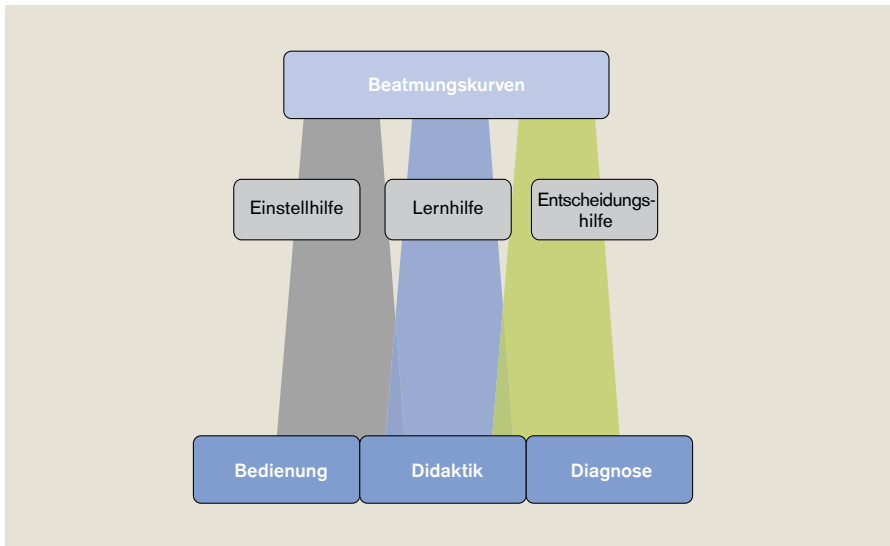 Beatmungskurven
Einstellhilfe
Lernhilfe
Entscheidungs-
hilfe
Bedienung
Didaktik
Diagnose